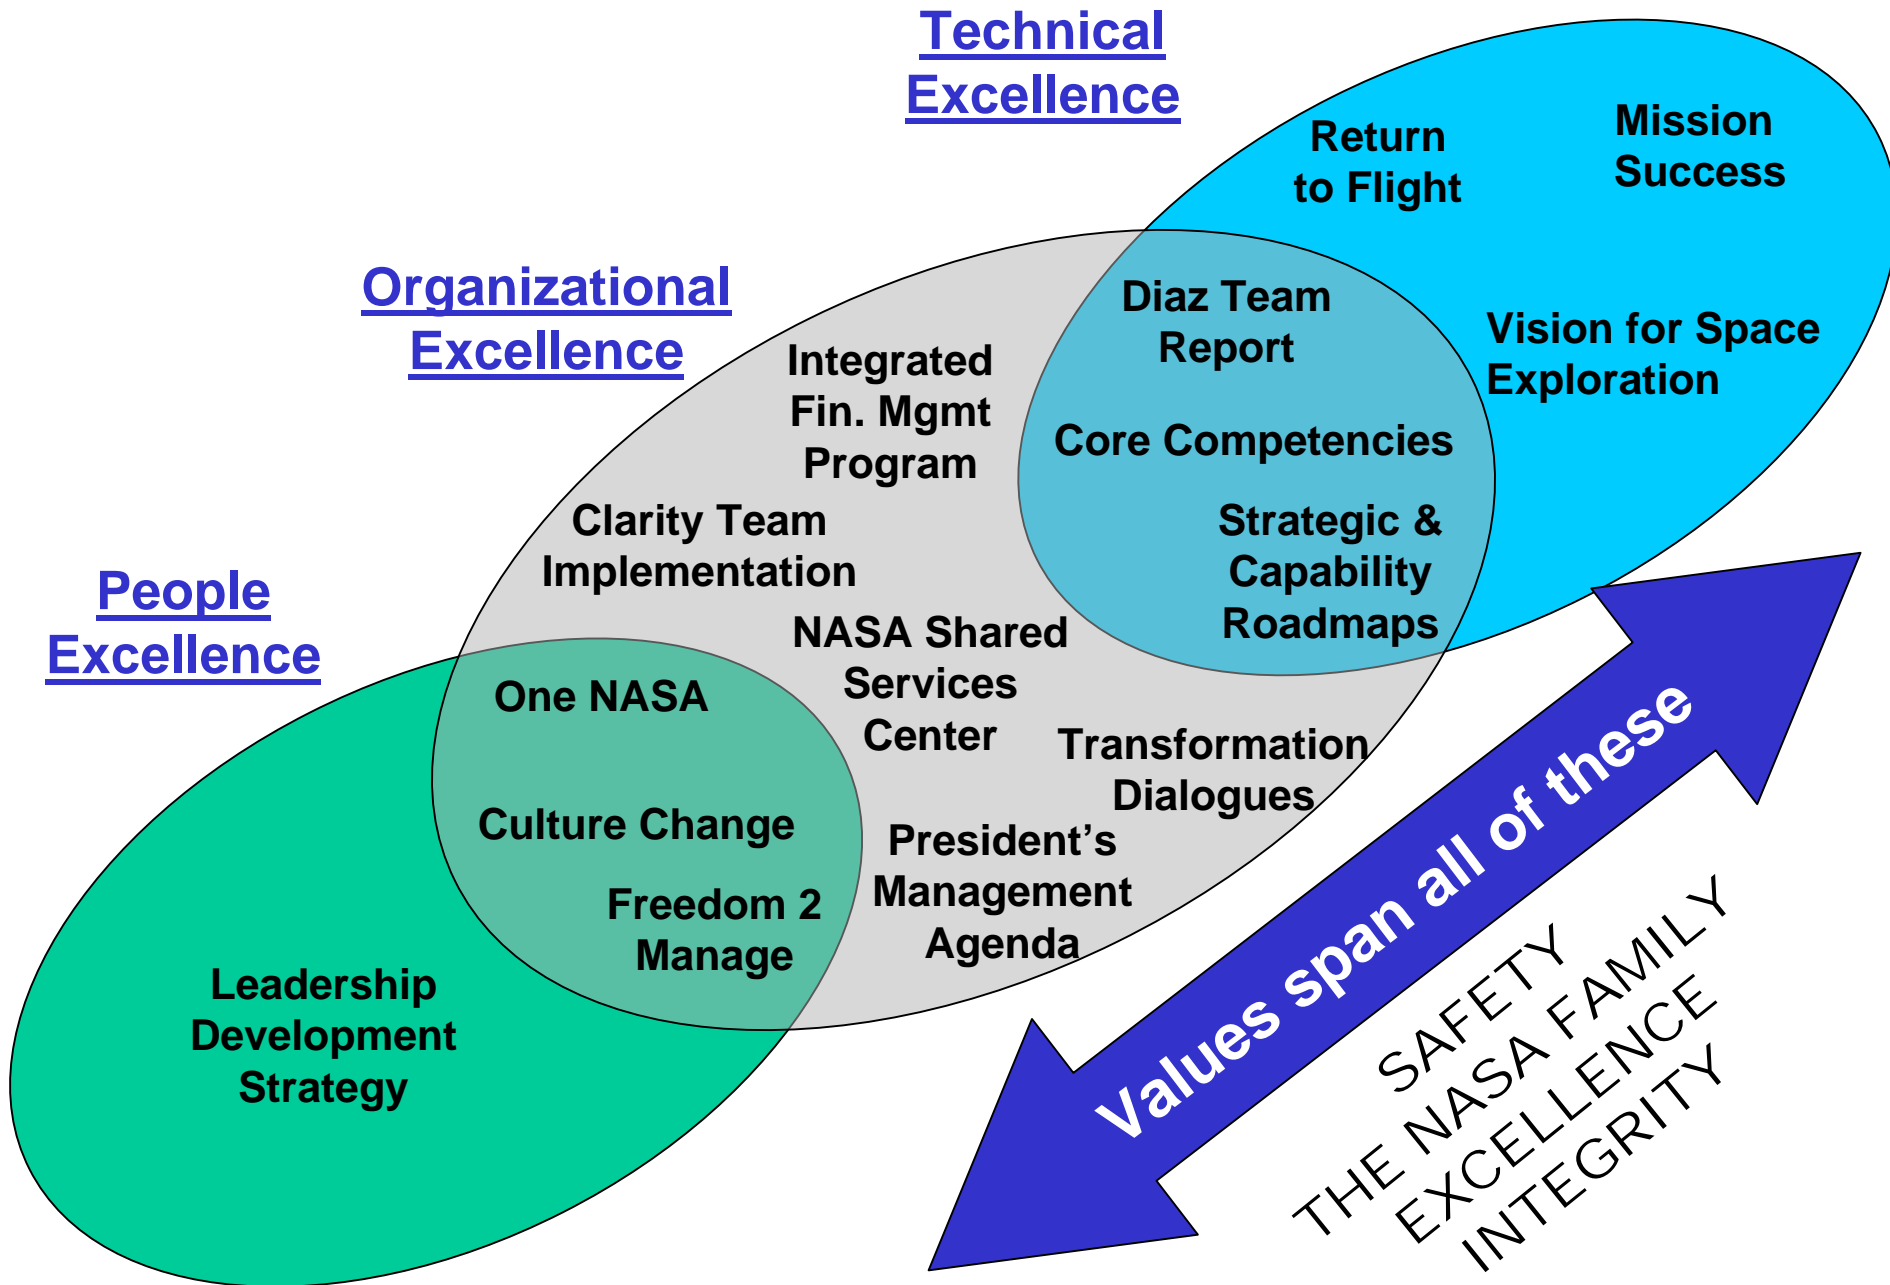 Technical
Excellence
Return
to Flight
Mission
Success
Organizational
Excellence
Diaz Team
Report
Vision for Space
Exploration
Integrated
Fin. Mgmt
Program
Core Competencies
Clarity Team
Implementation
Strategic &
Capability
Roadmaps
People
Excellence
NASA Shared
Services
Center
One NASA
Transformation
Dialogues
Culture Change
President’s
Management
Agenda
Freedom 2
Manage
Leadership
Development
Strategy
Values span all of these
SAFETY
THE NASA FAMILY
EXCELLENCE
INTEGRITY